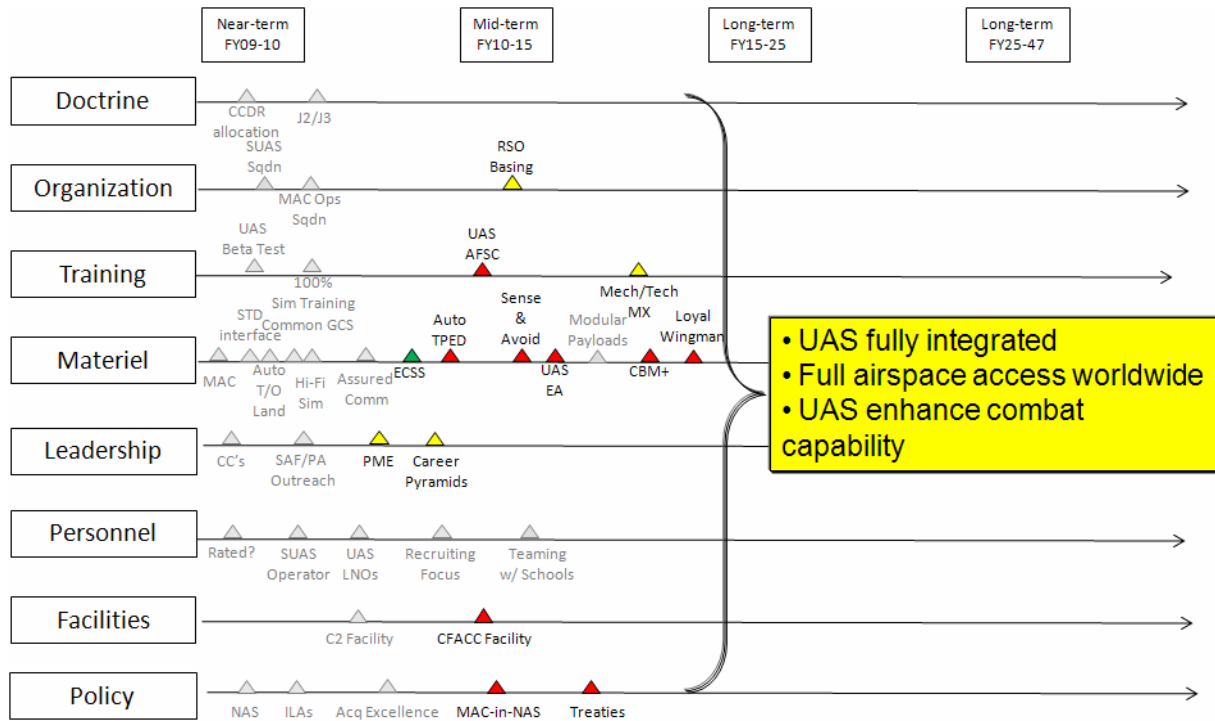 Near-term
FY09-10
Mid-term
FY10-15
Long-term
FY15-25
Long-term
FY25-47
Doctrine
CCDR
allocation
J2/J3
Organization
SUAS
Sqdn
MAC Ops
Sqdn
RSO
Basing
Training
UAS
Beta Test
100%
Sim Training
UAS
AFSC
Mech/Tech
MX
Materiel
MAC
STD
interface
Auto
T/O
Land
Common GCS
Hi-Fi
Sim
Assured
Comm
ECSS
Auto
TPED
Sense
&
Avoid
UAS
EA
Modular
Payloads
CBM+
Loyal
Wingman
• UAS fully integrated
• Full airspace access worldwide
• UAS enhance combat
capability
Leadership
CC's
SAF/PA
Outreach
PME
Career
Pyramids
Personnel
Rated?
SUAS
Operator
UAS
LNOs
Recruiting
Focus
Teaming
w/ Schools
Facilities
C2 Facility
CFACC Facility
Policy
NAS
ILAs
Acq Excellence
MAC-in-NAS
Treaties